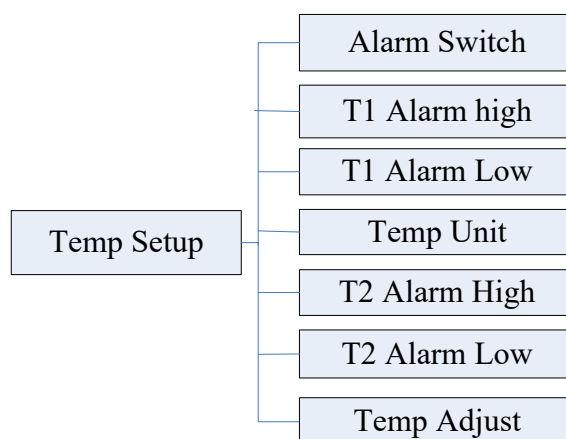 Alarm Switch
T1 Alarm high
T1 Alarm Low
Temp Setup
Temp Unit
T2 Alarm High
T2 Alarm Low
Temp Adjust